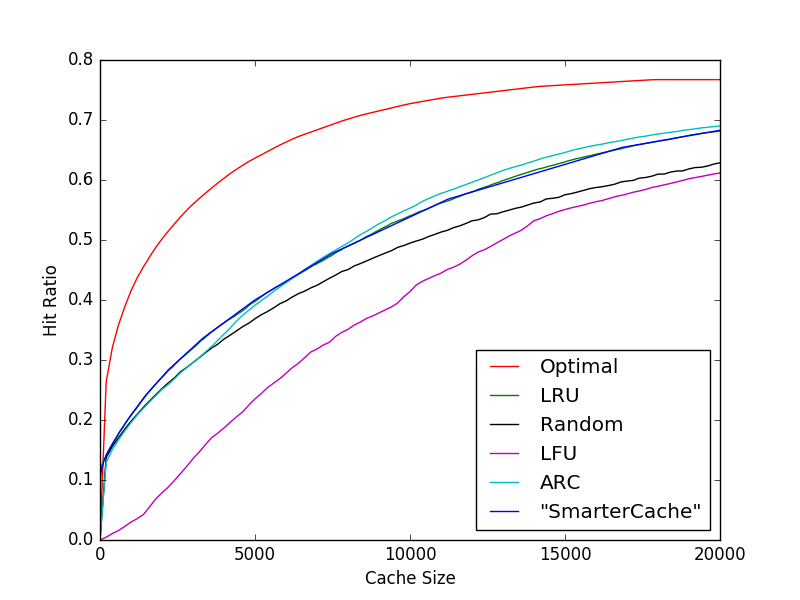 0.8
0.7
0.6
0.5
0.4
0.3
0.2
0.1
0.0
Hit Ratio
Optimal
LRU
Random
LFU
ARC
"SmarterCache"
0 5000 10000 15000 20000
Cache Size